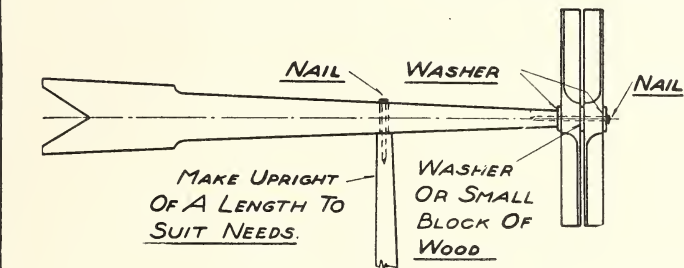 NAIL
WASHER
NAIL
MAKE UPRIGHT
OF A LENGTH TO
SUIT NEEDS.
WASHER
OR SMALL
BLOCK OF
WOOD